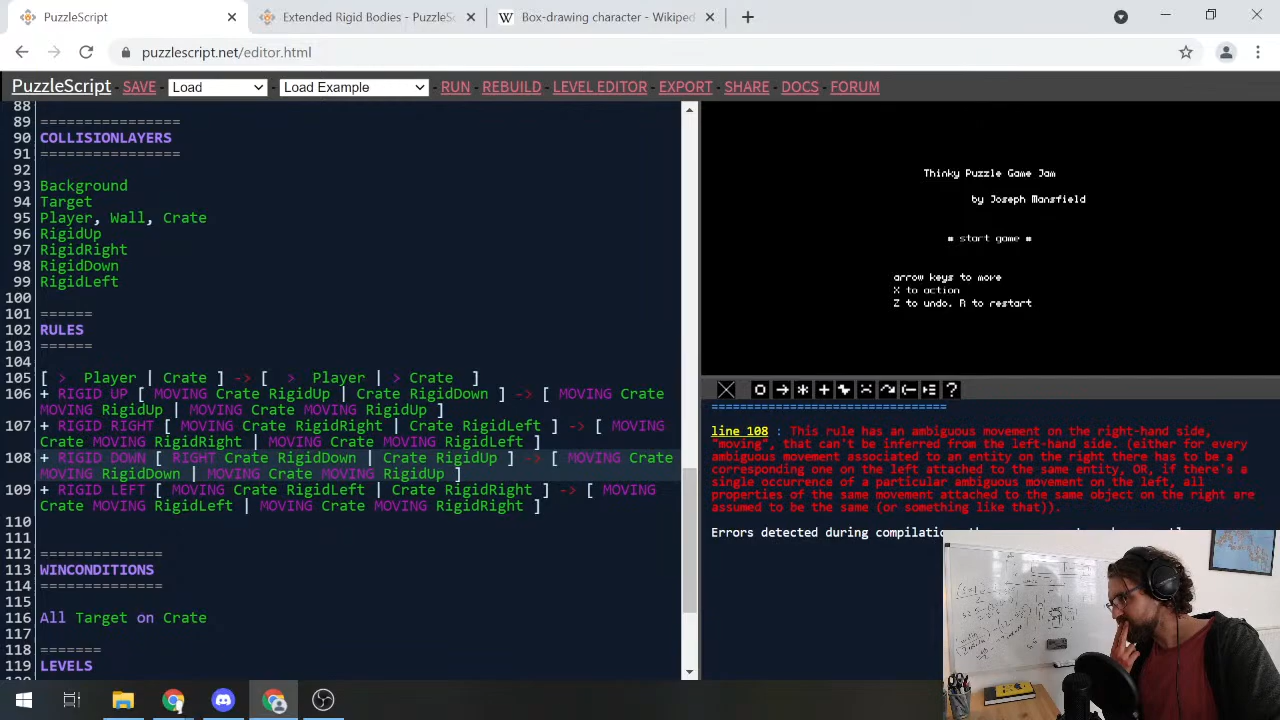 PuzzleScript
Extended Rigid Bodies - PuzzleSc
Box-drawing character - Wikiped
puzzlescript.net/editor.html
PuzzleScript - SAVE - Load - Load Example - RUN - REBUILD - LEVEL EDITOR - EXPORT - SHARE - DOCS - FORUM
88
89 ================
90 COLLISIONLAYERS
91 ================
92
93 Background
94 Target
95 Player, Wall, Crate
96 RigidUp
97 RigidRight
98 RigidDown
99 RigidLeft
100
101 ======
102 RULES
103 ======
104
105 [ > Player | Crate ] -> [ > Player | > Crate ]
106 + RIGID UP [ MOVING Crate RigidUp | Crate RigidDown ] -> [ MOVING Crate
MOVING RigidUp | MOVING Crate MOVING RigidUp ]
107 + RIGID RIGHT [ MOVING Crate RigidRight | Crate RigidLeft ] -> [ MOVING
Crate MOVING RigidRight | MOVING Crate MOVING RigidLeft ]
108 + RIGID DOWN [ RIGHT Crate RigidDown | Crate RigidUp ] -> [ MOVING Crate
MOVING RigidDown | MOVING Crate MOVING RigidUp ]
109 + RIGID LEFT [ MOVING Crate RigidLeft | Crate RigidRight ] -> [ MOVING
Crate MOVING RigidLeft | MOVING Crate MOVING RigidRight ]
110
111
112 ==============
113 WINCONDITIONS
114 ==============
115
116 All Target on Crate
117
118 =======
119 LEVELS
Thinky Puzzle Game Jam
by Joseph Mansfield
# start game #
arrow keys to move
X to action
Z to undo, R to restart
=================================
line 108 : This rule has an ambiguous movement on the right-hand side,
"moving", that can't be inferred from the left-hand side. (either for every
ambiguous movement associated to an entity on the right there has to be a
corresponding one on the left attached to the same entity, OR, if there's a
single occurrence of a particular ambiguous movement on the left, all
properties of the same movement attached to the same object on the right are
assumed to be the same (or something like that)).
Errors detected during compilatio